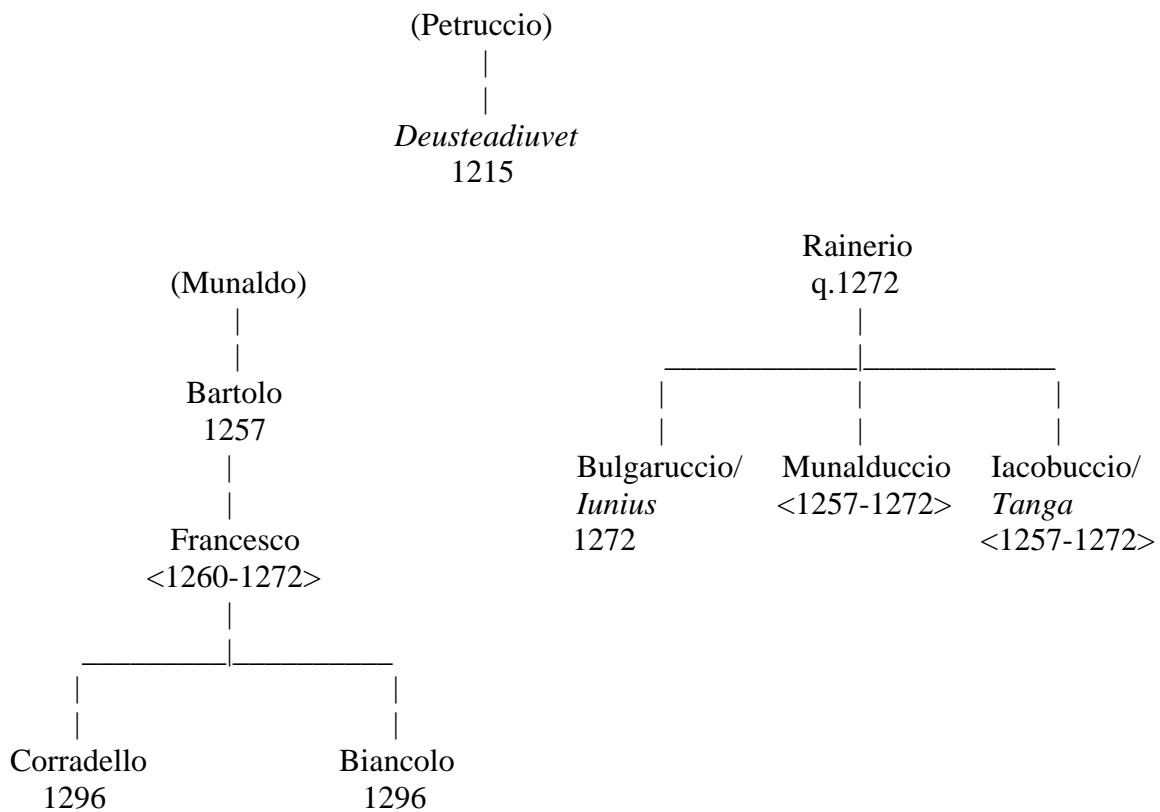 (Petruccio)
Deusteadiuvet
1215
(Munaldo)
Bartolo
1257
Francesco
<1260-1272>
Corradello
1296
Biancolo
1296
Rainerio
q.1272
Bulgaruccio/
Iunius
1272
Munalduccio
<1257-1272>
Iacobuccio/
Tanga
<1257-1272>